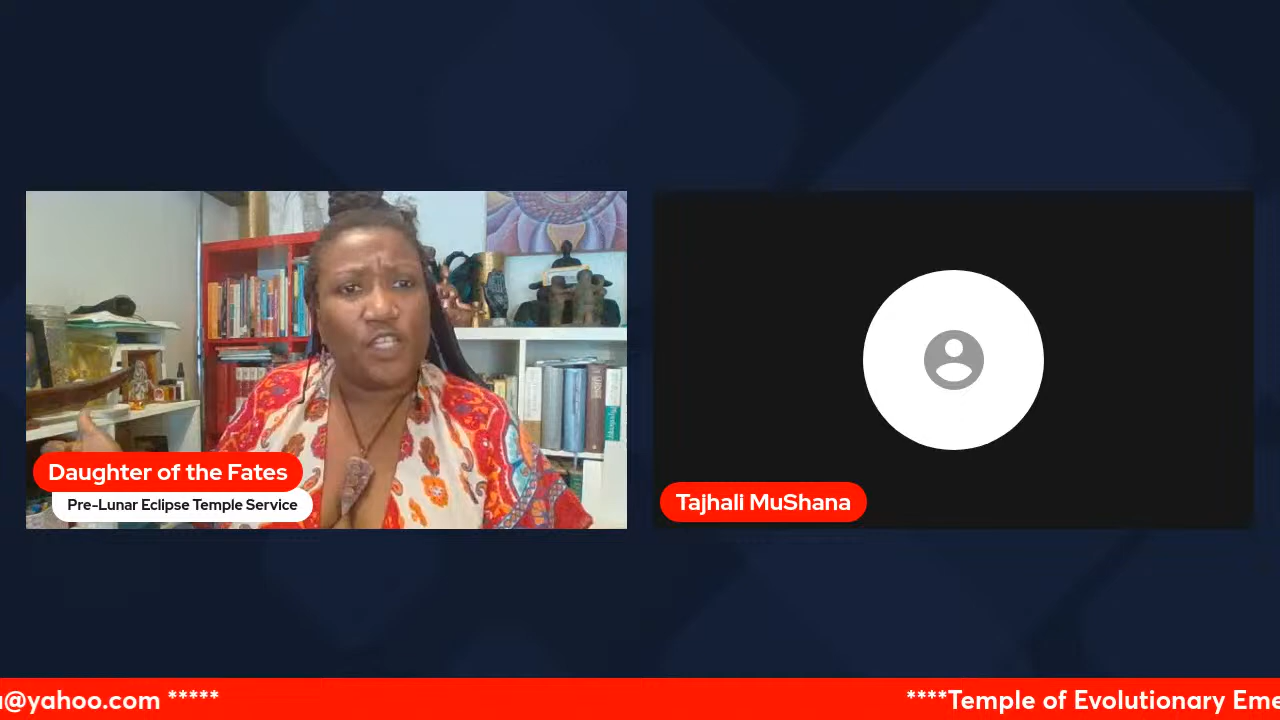 Daughter of the Fates
Pre-Lunar Eclipse Temple Service
Tajhali MuShana
@yahoo.com *****
****Temple of Evolutionary Eme